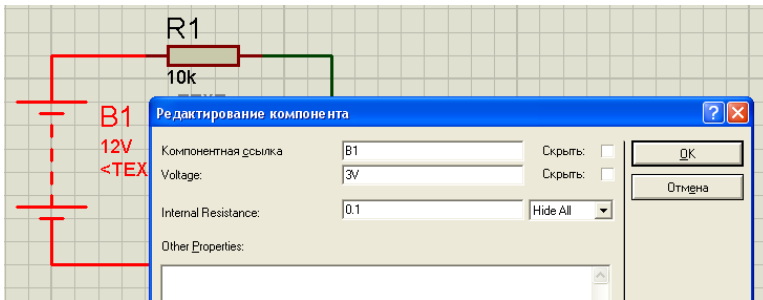 R1
10k
B1
12V
<TEX
Редактирование компонента
Компонентная ссылка
B1
Скрыть:
OK
Voltage:
3V
Скрыть:
Отмена
Internal Resistance:
0.1
Hide All
Other Properties: